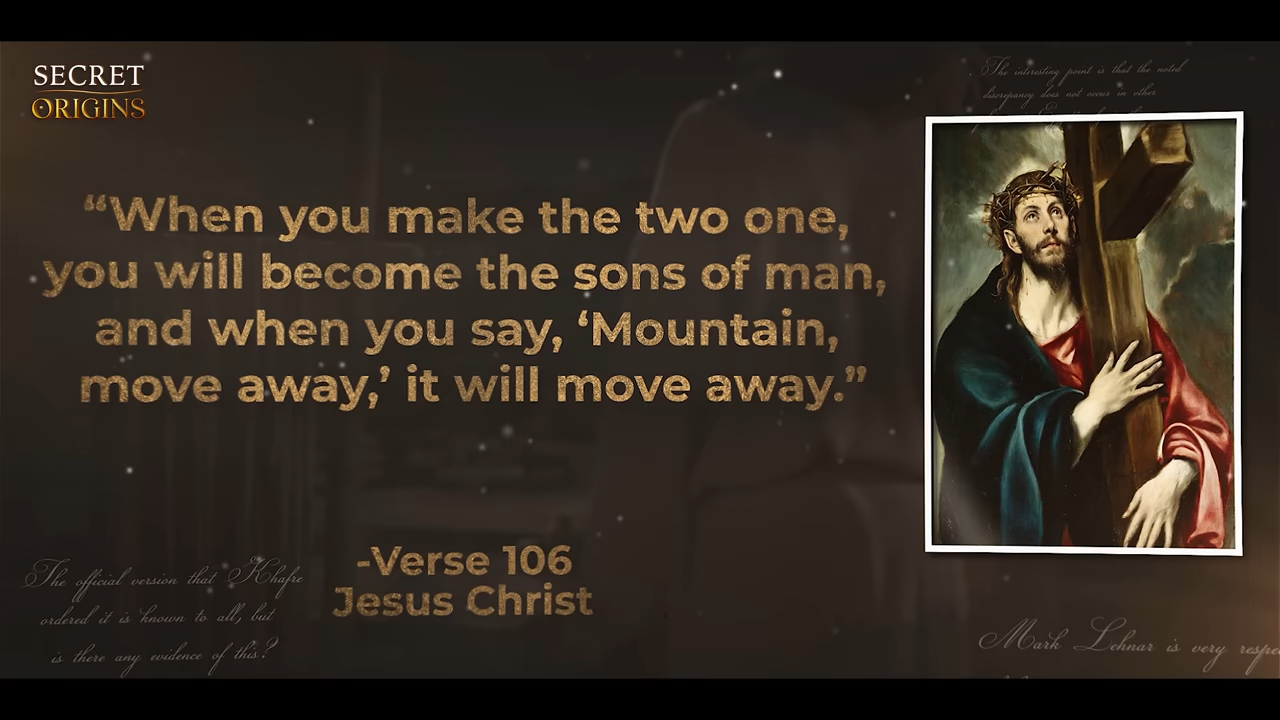 SECRET
ORIGINS
The interesting point is that the noted
discrepancy does not occur in other
“When you make the two one,
you will become the sons of man,
and when you say, ‘Mountain,
move away,’ it will move away.”
-Verse 106
Jesus Christ
The official version that Khafre
ordered it is known to all, but
is there any evidence of this?
Mark Lehnar is very